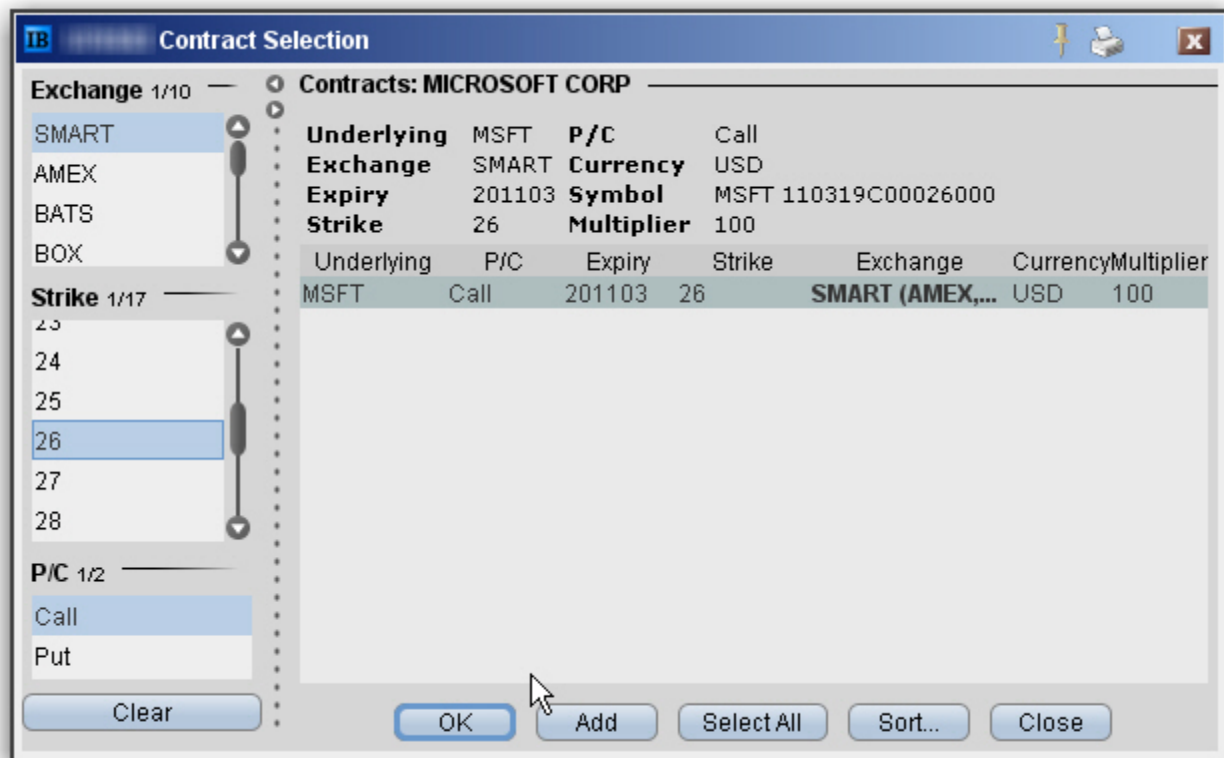 IB Contract Selection
Exchange 1/10
SMART
AMEX
BATS
BOX
Strike 1/17
23
24
25
26
27
28
P/C 1/2
Call
Put
Clear
Contracts: MICROSOFT CORP
Underlying MSFT P/C Call
Exchange SMART Currency USD
Expiry 201103 Symbol MSFT 110319C00026000
Strike 26 Multiplier 100
Underlying P/C Expiry Strike Exchange Currency Multiplier
MSFT Call 201103 26 SMART (AMEX,... USD 100
OK Add Select All Sort... Close